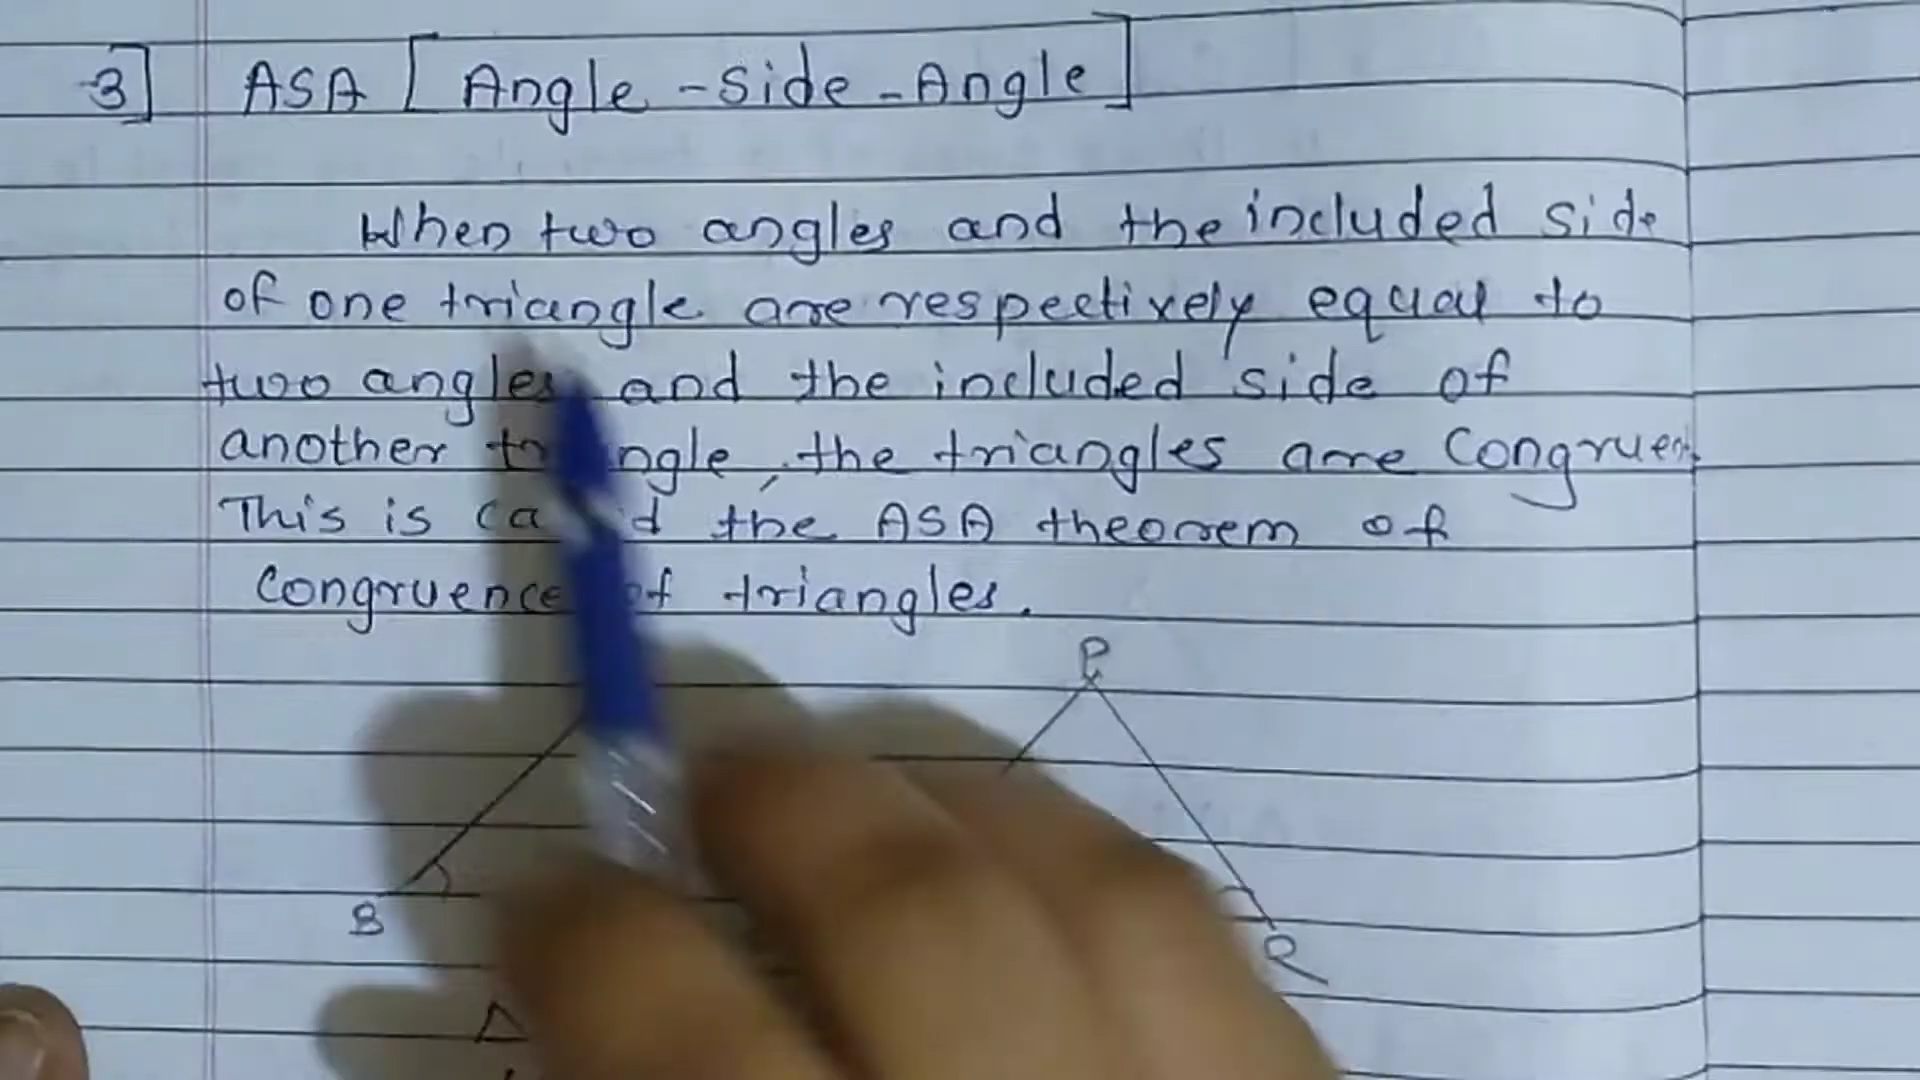 3] ASA [Angle-Side-Angle]
When two angles and the included side
of one triangle are respectively equal to
two angles and the included side of
another the triangles are congruent
This is the ASA theorem of
Congruence of triangles.
P
B
R
Δ